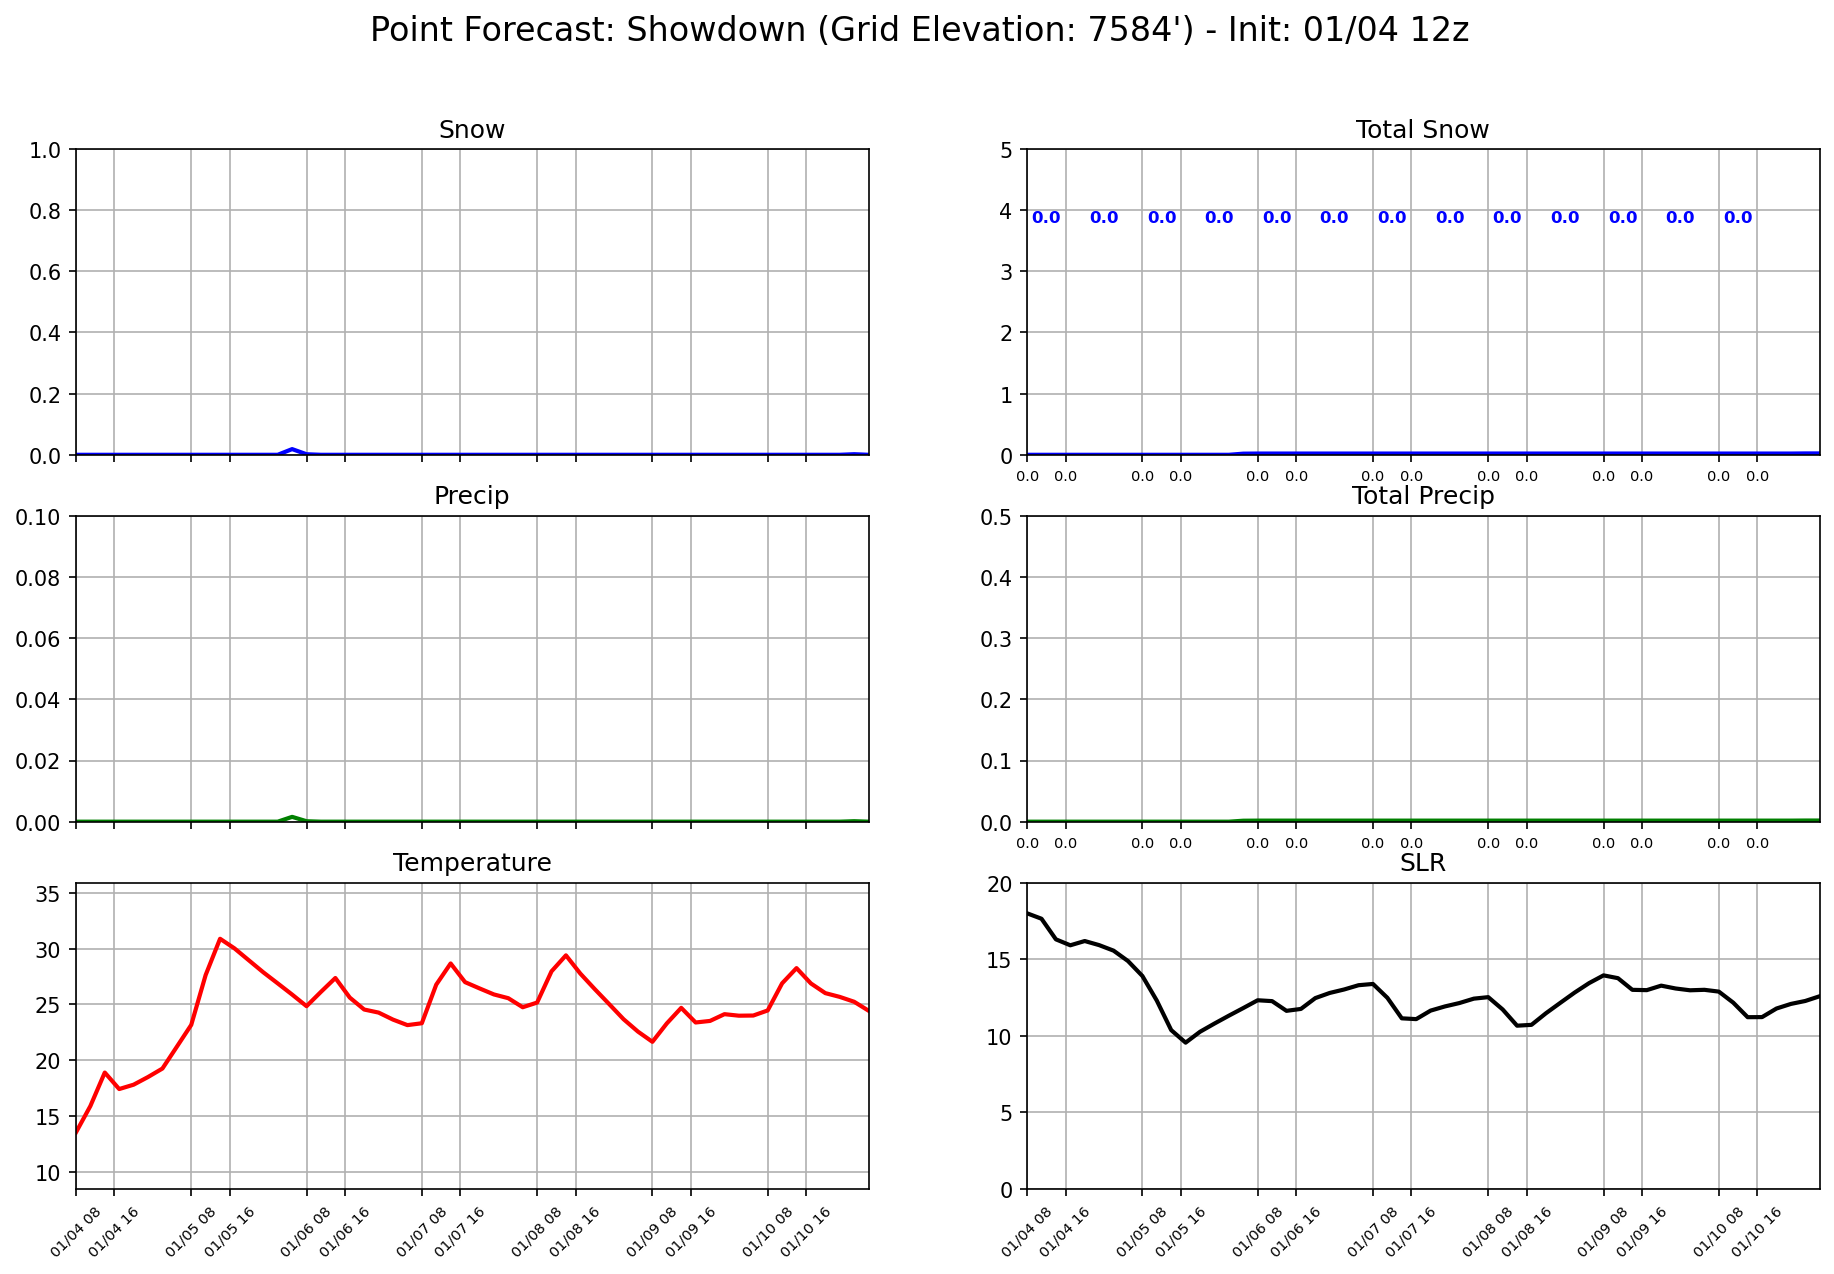 Point Forecast: Showdown (Grid Elevation: 7584') - Init: 01/04 12z
Snow
1.0
0.8
0.6
0.4
0.2
0.0
Total Snow
5
4
3
2
1
0
0.0 0.0 0.0 0.0 0.0 0.0 0.0 0.0 0.0 0.0 0.0 0.0 0.0
0.0 0.0 0.0 0.0 0.0 0.0 0.0 0.0 0.0 0.0 0.0 0.0 0.0 0.0
Precip
0.10
0.08
0.06
0.04
0.02
0.00
Total Precip
0.5
0.4
0.3
0.2
0.1
0.0
0.0 0.0 0.0 0.0 0.0 0.0 0.0 0.0 0.0 0.0 0.0 0.0 0.0 0.0
Temperature
35
30
25
20
15
10
01/04 08 01/04 16 01/05 08 01/05 16 01/06 08 01/06 16 01/07 08 01/07 16 01/08 08 01/08 16 01/09 08 01/09 16 01/10 08 01/10 16
SLR
20
15
10
5
0
01/04 08 01/04 16 01/05 08 01/05 16 01/06 08 01/06 16 01/07 08 01/07 16 01/08 08 01/08 16 01/09 08 01/09 16 01/10 08 01/10 16